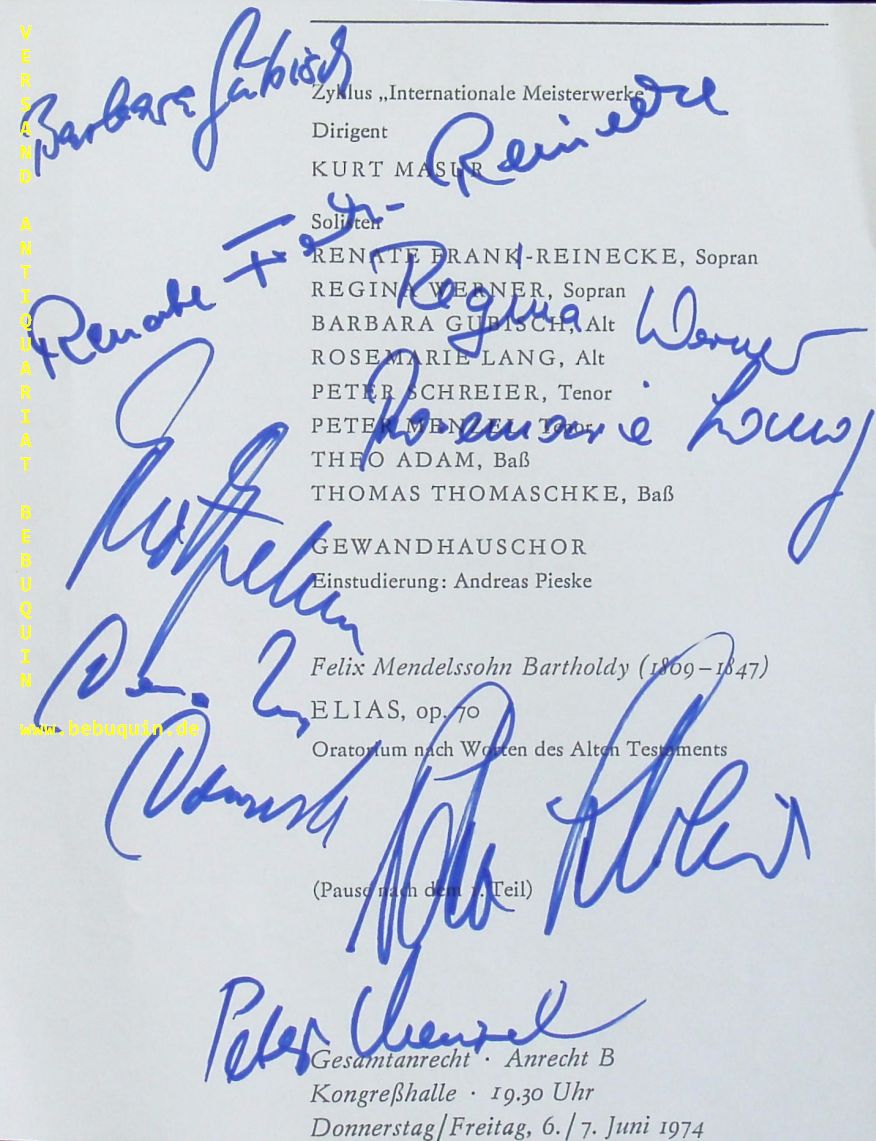 Barbara Gubisch
Zyklus „Internationale Meisterwerke“
Dirigent
KURT MASUR
Renate Frank-Reinecke
Solisten
RENATE FRANK-REINECKE, Sopran
REGINA WERNER, Sopran
Regina Werner
BARBARA GUBISCH, Alt
ROSEMARIE LANG, Alt
PETER SCHREIER, Tenor
Rosemarie Lang
PETER MENZEL, Tenor
THEO ADAM, Baß
THOMAS THOMASCHKE, Baß
GEWANDHAUSCHOR
Einstudierung: Andreas Pieske
Felix Mendelssohn Bartholdy (1809–1847)
ELIAS, op. 70
Oratorium nach Worten des Alten Testaments
(Pause nach dem 1. Teil)
Peter Menzel
Gesamtanrecht · Anrecht B
Kongreßhalle · 19.30 Uhr
Donnerstag/Freitag, 6./7. Juni 1974
VERSAND ANTIQUARIAT BEBUQUIN
www.bebuquin.de